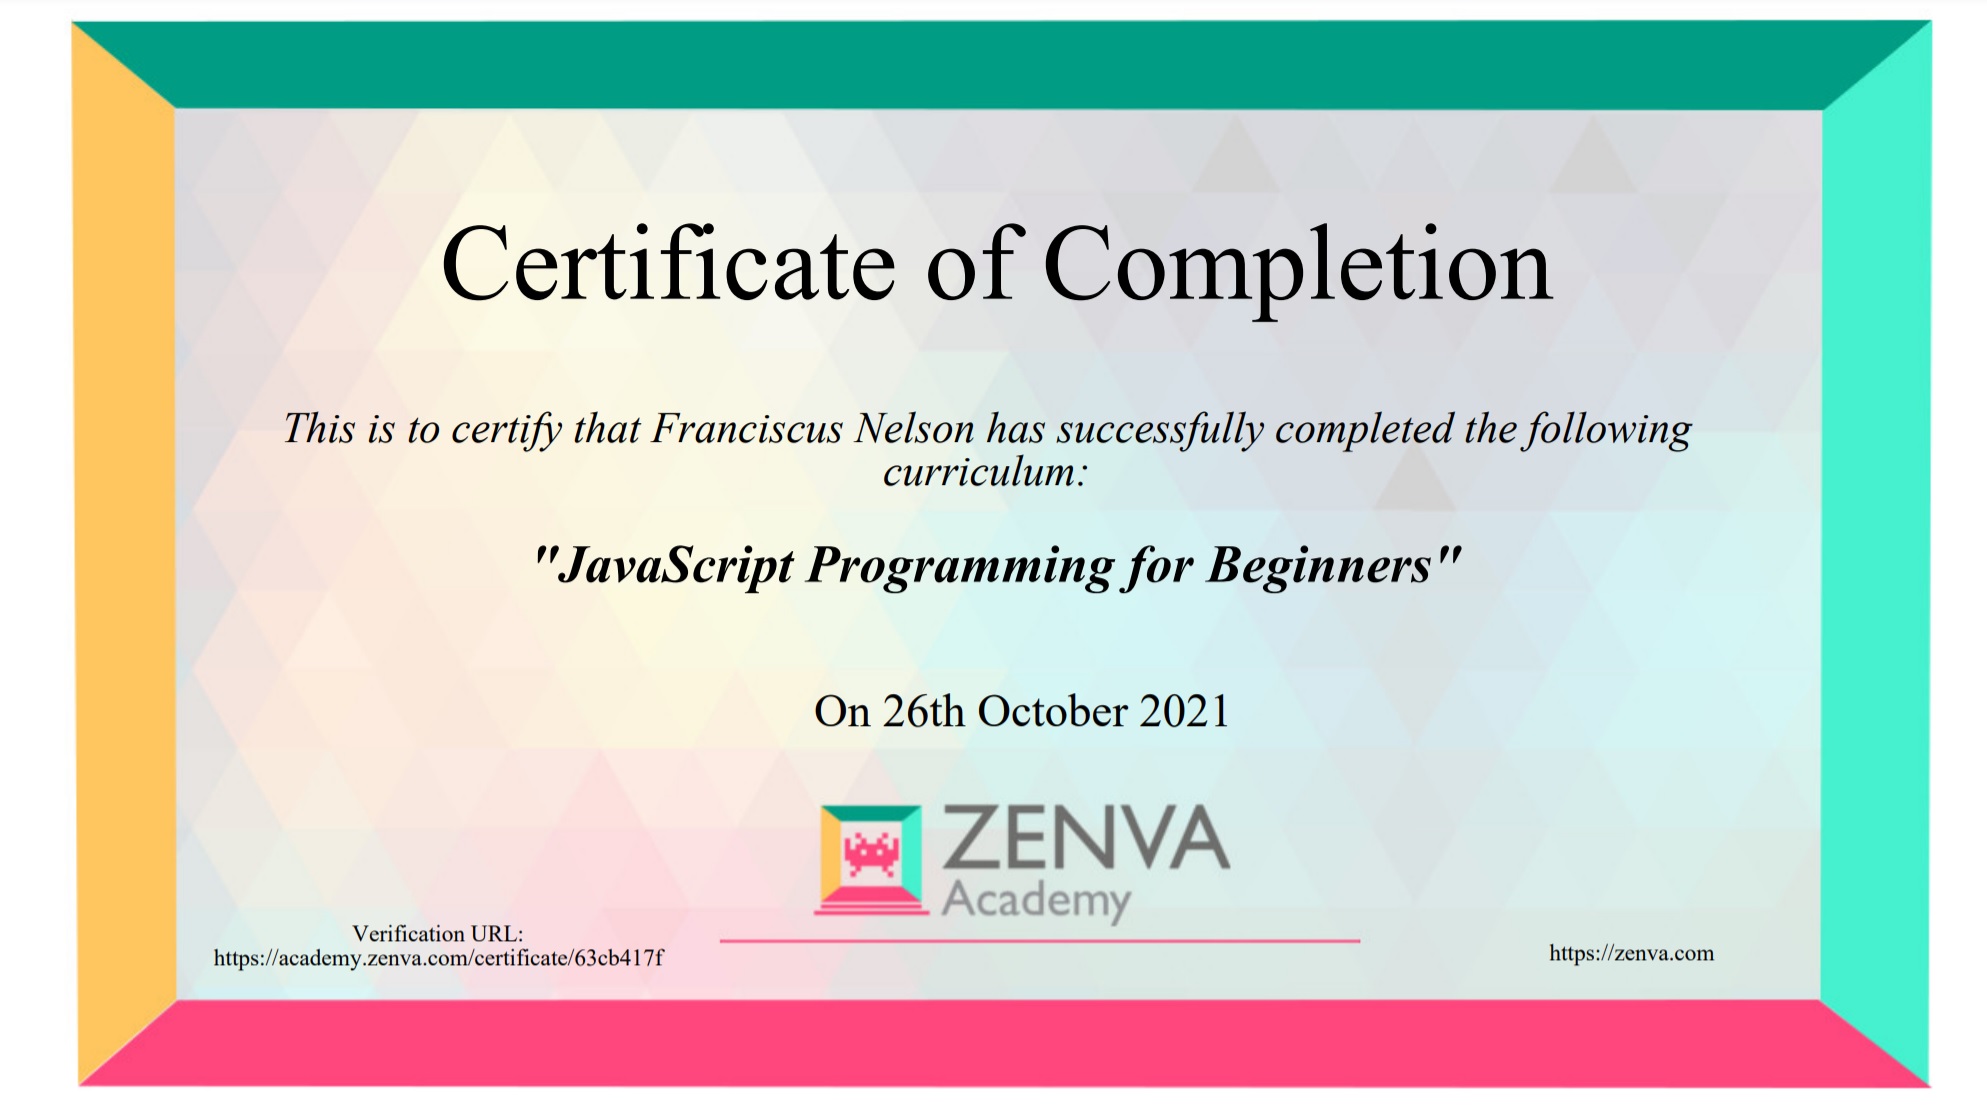 Certificate of Completion
This is to certify that Franciscus Nelson has successfully completed the following
curriculum:
"JavaScript Programming for Beginners"
On 26th October 2021
ZENVA
Academy
Verification URL:
https://academy.zenva.com/certificate/63cb417f
https://zenva.com